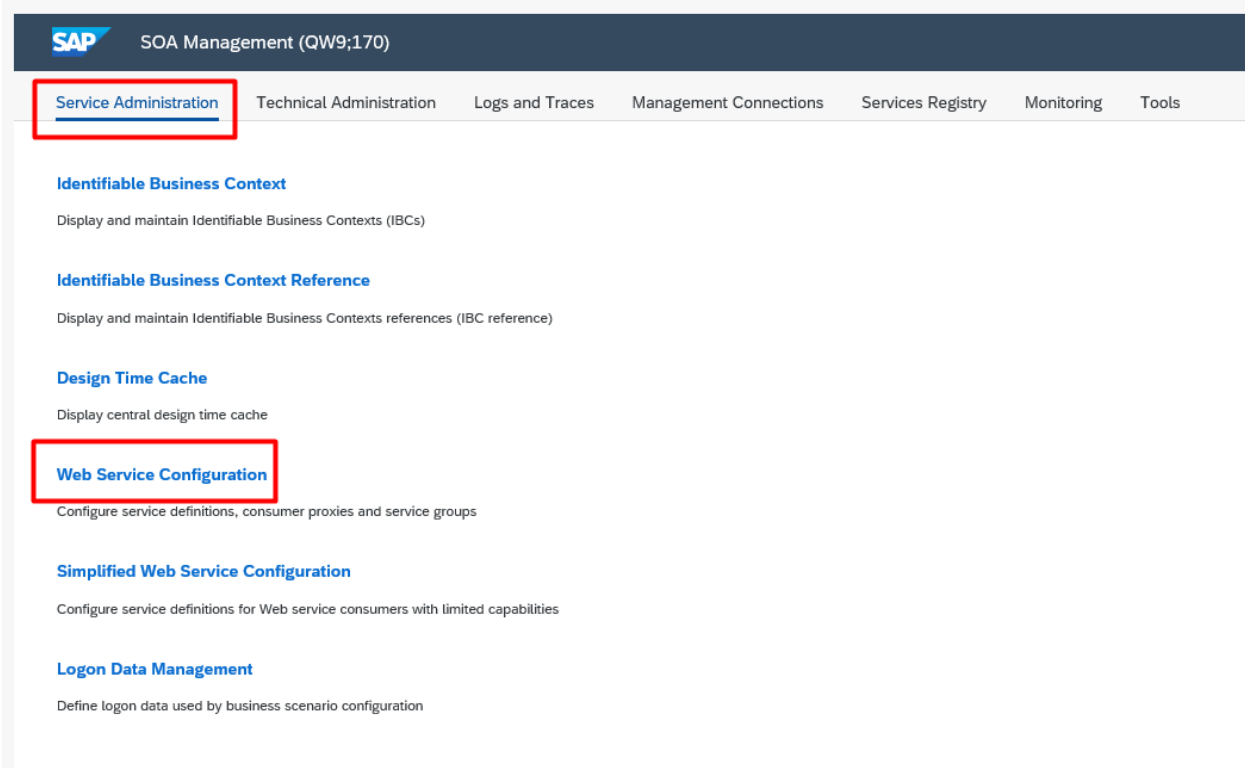 SAP SOA Management (QW9;170)
Service Administration Technical Administration Logs and Traces Management Connections Services Registry Monitoring Tools
Identifiable Business Context
Display and maintain Identifiable Business Contexts (IBCs)
Identifiable Business Context Reference
Display and maintain Identifiable Business Contexts references (IBC reference)
Design Time Cache
Display central design time cache
Web Service Configuration
Configure service definitions, consumer proxies and service groups
Simplified Web Service Configuration
Configure service definitions for Web service consumers with limited capabilities
Logon Data Management
Define logon data used by business scenario configuration